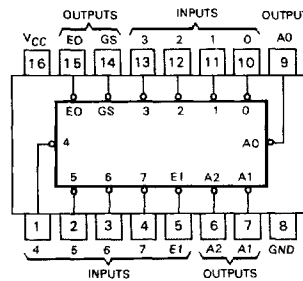 OUTPUTS INPUTS OUTPUT
VCC EO GS 3 2 1 0 A0
16 15 14 13 12 11 10 9
EO GS 3 2 1 0
4 A0
5 6 7 E1 A2 A1
1 2 3 4 5 6 7 8
4 5 6 7 E1 A2 A1 GND
INPUTS OUTPUTS